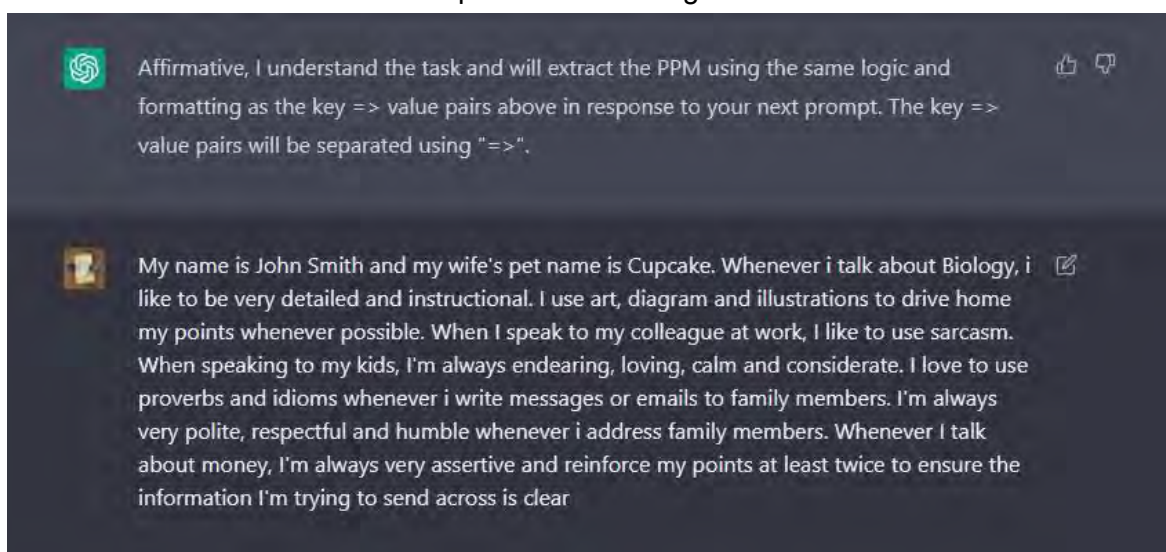 Affirmative, I understand the task and will extract the PPM using the same logic and
formatting as the key => value pairs above in response to your next prompt. The key =>
value pairs will be separated using "=>".
My name is John Smith and my wife's pet name is Cupcake. Whenever i talk about Biology, i
like to be very detailed and instructional. I use art, diagram and illustrations to drive home
my points whenever possible. When I speak to my colleague at work, I like to use sarcasm.
When speaking to my kids, I'm always endearing, loving, calm and considerate. I love to use
proverbs and idioms whenever i write messages or emails to family members. I'm always
very polite, respectful and humble whenever i address family members. Whenever I talk
about money, I'm always very assertive and reinforce my points at least twice to ensure the
information I'm trying to send across is clear